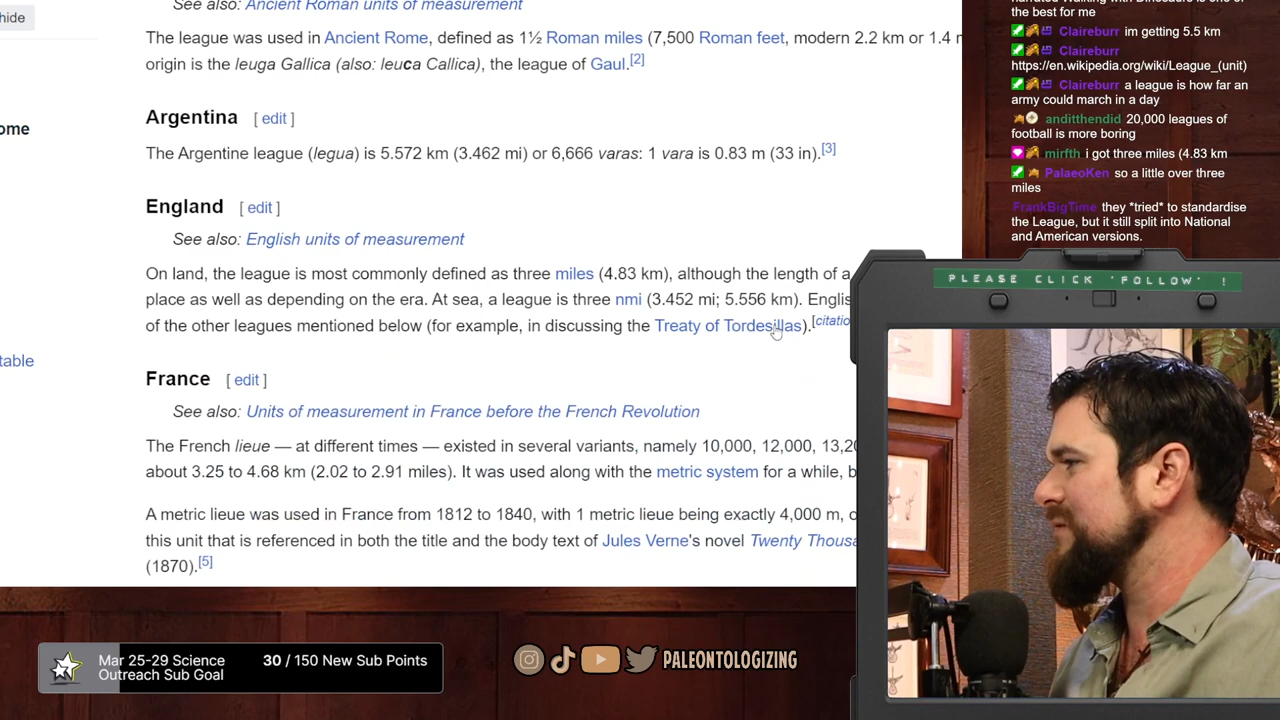 hide
See also: Ancient Roman units of measurement
The league was used in Ancient Rome, defined as 1½ Roman miles (7,500 Roman feet, modern 2.2 km or 1.4 m
origin is the leuga Gallica (also: leuca Callica), the league of Gaul.[2]
Argentina [ edit ]
ome
The Argentine league (legua) is 5.572 km (3.462 mi) or 6,666 varas: 1 vara is 0.83 m (33 in).[3]
England [ edit ]
See also: English units of measurement
On land, the league is most commonly defined as three miles (4.83 km), although the length of a
place as well as depending on the era. At sea, a league is three nmi (3.452 mi; 5.556 km). Englis
of the other leagues mentioned below (for example, in discussing the Treaty of Tordesillas).[citatio
table
France [ edit ]
See also: Units of measurement in France before the French Revolution
The French lieue — at different times — existed in several variants, namely 10,000, 12,000, 13,20
about 3.25 to 4.68 km (2.02 to 2.91 miles). It was used along with the metric system for a while, b
A metric lieue was used in France from 1812 to 1840, with 1 metric lieue being exactly 4,000 m, o
this unit that is referenced in both the title and the body text of Jules Verne's novel Twenty Thousa
(1870).[5]
the best for me
Claireburr im getting 5.5 km
Claireburr
https://en.wikipedia.org/wiki/League_(unit)
Claireburr a league is how far an
army could march in a day
anditthendid 20,000 leagues of
football is more boring
mirfth i got three miles (4.83 km
PalaeoKen so a little over three
miles
FrankBigTime they *tried* to standardise
the League, but it still split into National
and American versions.
PLEASE CLICK 'FOLLOW' !
Mar 25-29 Science
Outreach Sub Goal
30 / 150 New Sub Points
PALEONTOLOGIZING